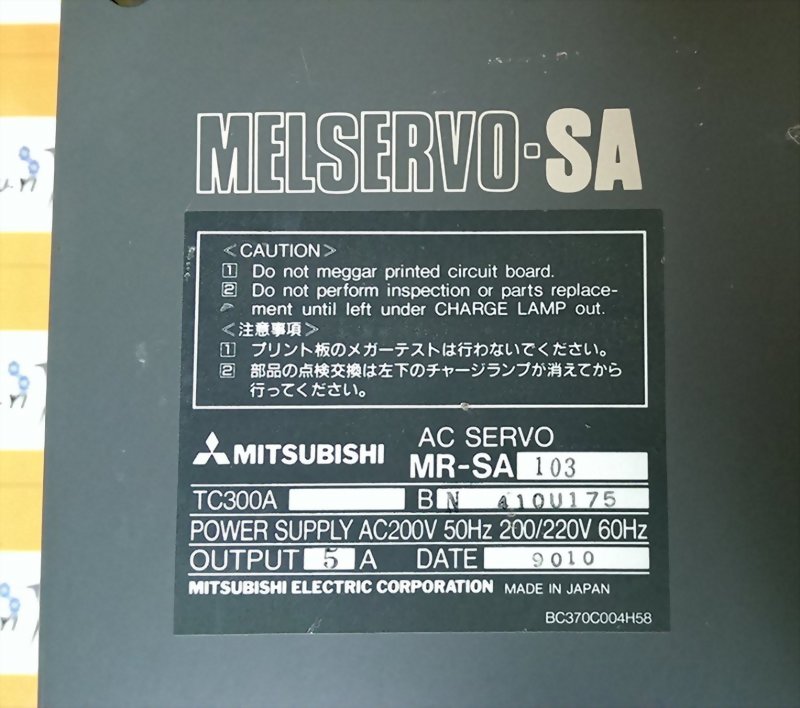 MELSERVO-SA
<CAUTION>
1 Do not meggar printed circuit board.
2 Do not perform inspection or parts replace-
ment until left under CHARGE LAMP out.
<注意事項>
1 プリント板のメガーテストは行わないでください。
2 部品の点検交換は左下のチャージランプが消えてから
行ってください。
MITSUBISHI
AC SERVO
MR-SA 103
TC300A B N 410U175
POWER SUPPLY AC200V 50Hz 200/220V 60Hz
OUTPUT 5 A DATE 9010
MITSUBISHI ELECTRIC CORPORATION MADE IN JAPAN
BC370C004H58